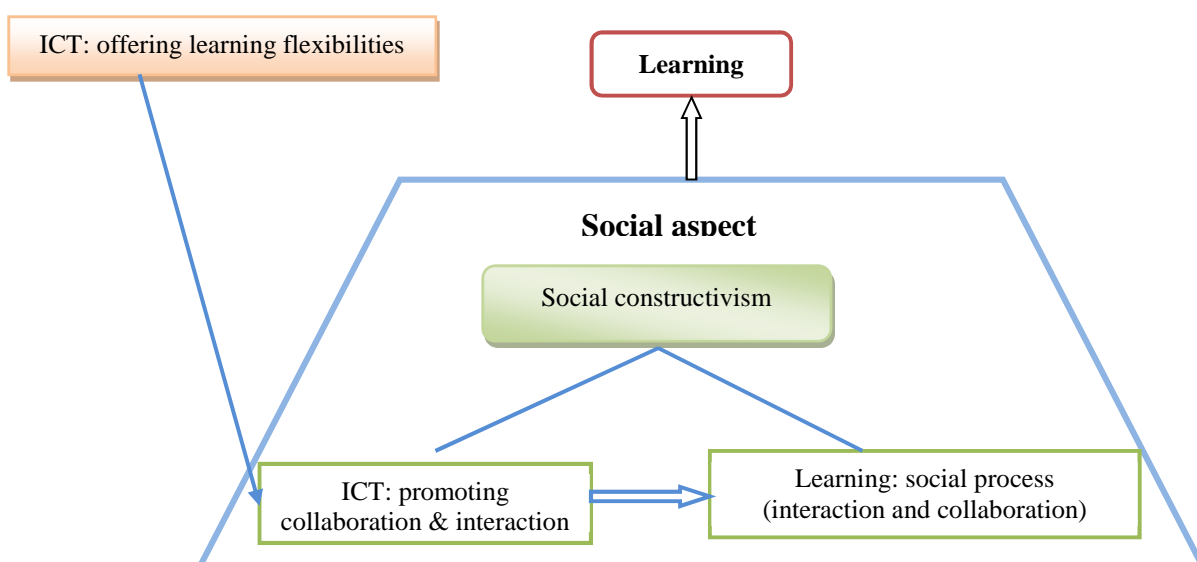 ICT: offering learning flexibilities
Learning
Social aspect
Social constructivism
ICT: promoting
collaboration & interaction
Learning: social process
(interaction and collaboration)